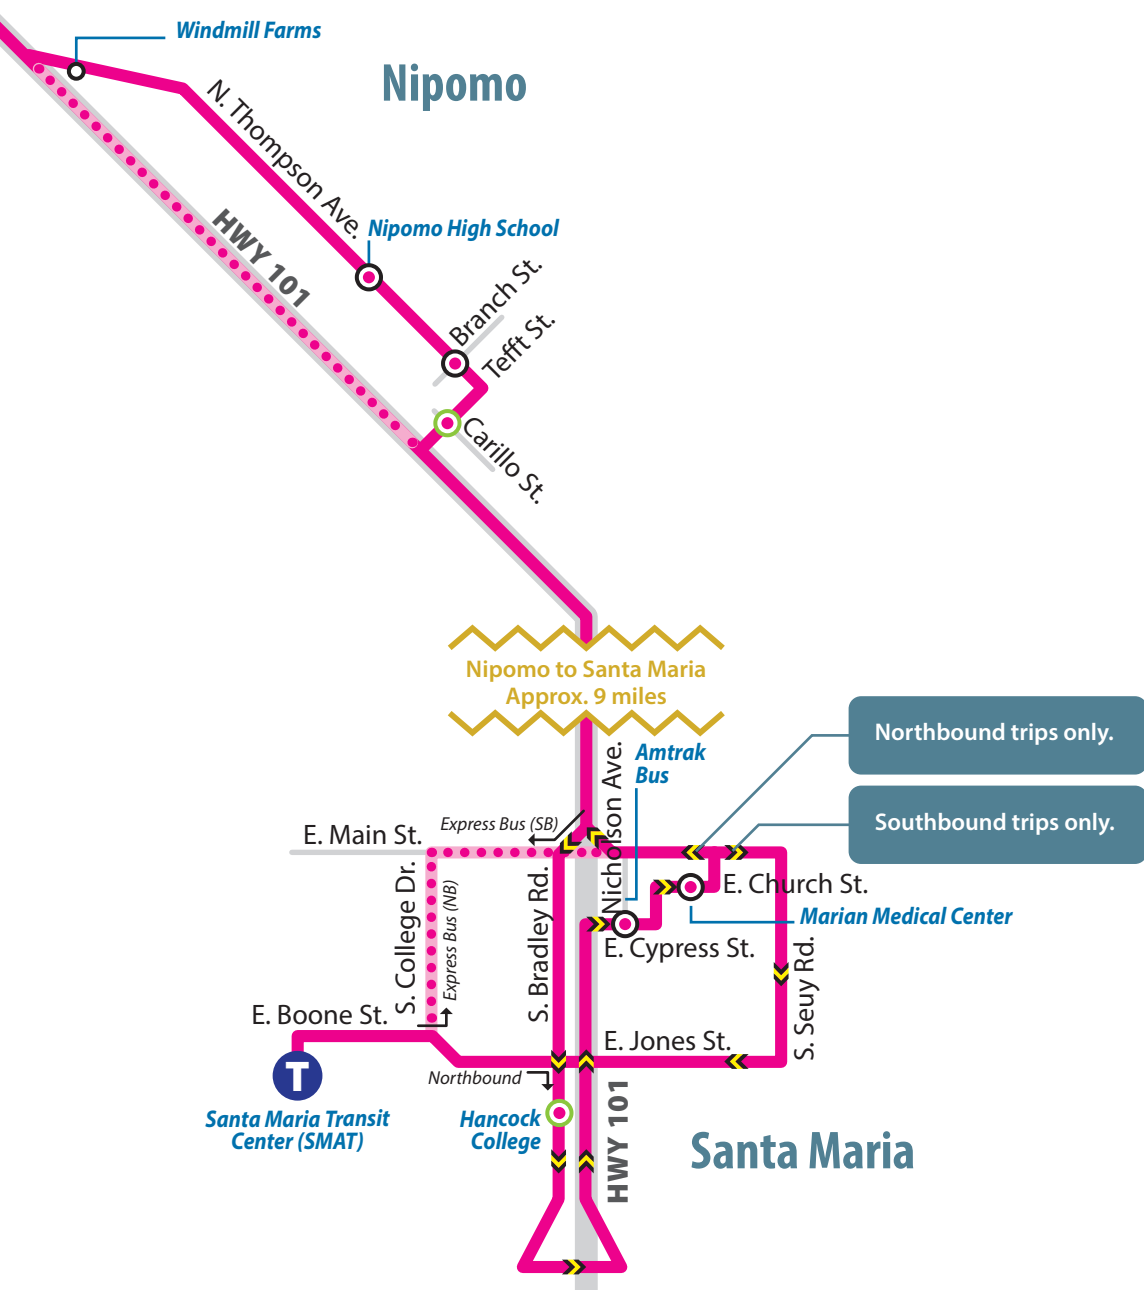 Windmill Farms
Nipomo
N. Thompson Ave.
HWY 101
Nipomo High School
Branch St.
Tefft St.
Carillo St.
Nipomo to Santa Maria
Approx. 9 miles
Northbound trips only.
Southbound trips only.
Nicholson Ave.
Amtrak
Bus
Express Bus (SB)
E. Main St.
S. College Dr.
Express Bus (NB)
S. Bradley Rd.
E. Church St.
Marian Medical Center
E. Cypress St.
S. Seuy Rd.
E. Boone St.
E. Jones St.
T
Northbound
Santa Maria Transit
Center (SMAT)
Hancock
College
HWY 101
Santa Maria